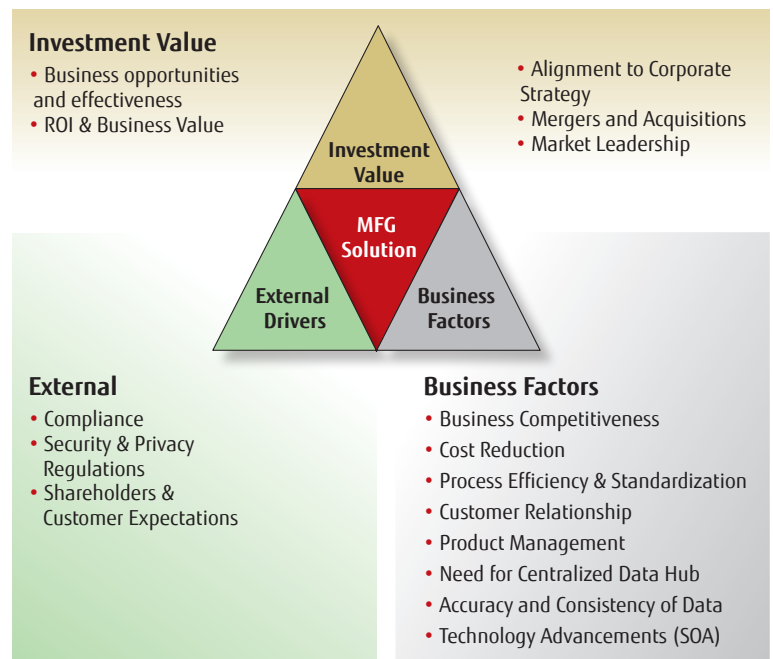 Investment Value
• Business opportunities
and effectiveness
• ROI & Business Value
• Alignment to Corporate
Strategy
• Mergers and Acquisitions
• Market Leadership
Investment
Value
MFG
Solution
External
Drivers
Business
Factors
External
• Compliance
• Security & Privacy
Regulations
• Shareholders &
Customer Expectations
Business Factors
• Business Competitiveness
• Cost Reduction
• Process Efficiency & Standardization
• Customer Relationship
• Product Management
• Need for Centralized Data Hub
• Accuracy and Consistency of Data
• Technology Advancements (SOA)